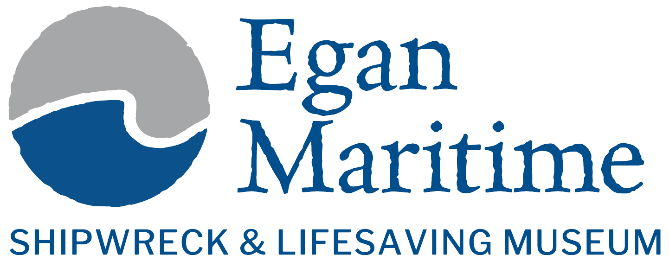 Egan
Maritime
SHIPWRECK & LIFESAVING MUSEUM